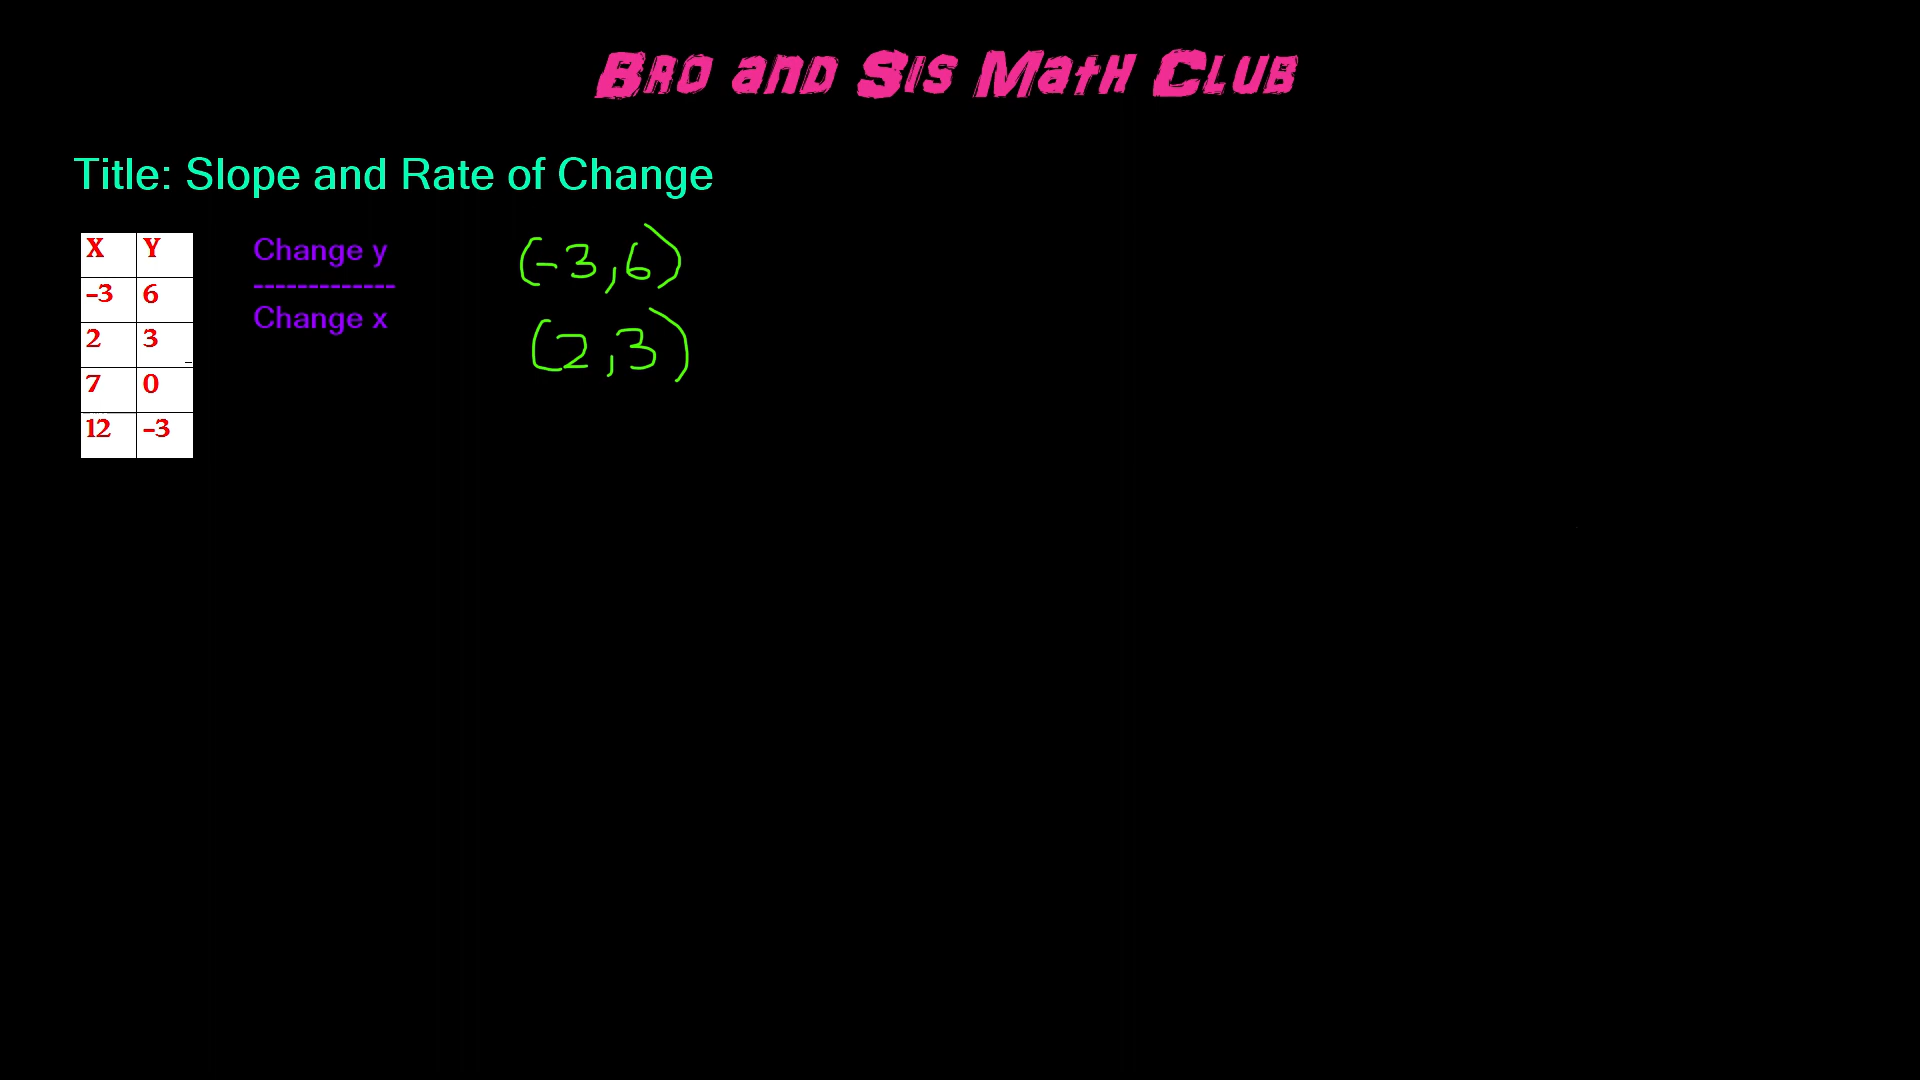 Bro and Sis Math Club
Title: Slope and Rate of Change
X Y
-3 6
2 3
7 0
12 -3
Change y
-------------
Change x
(-3,6)
(2,3)